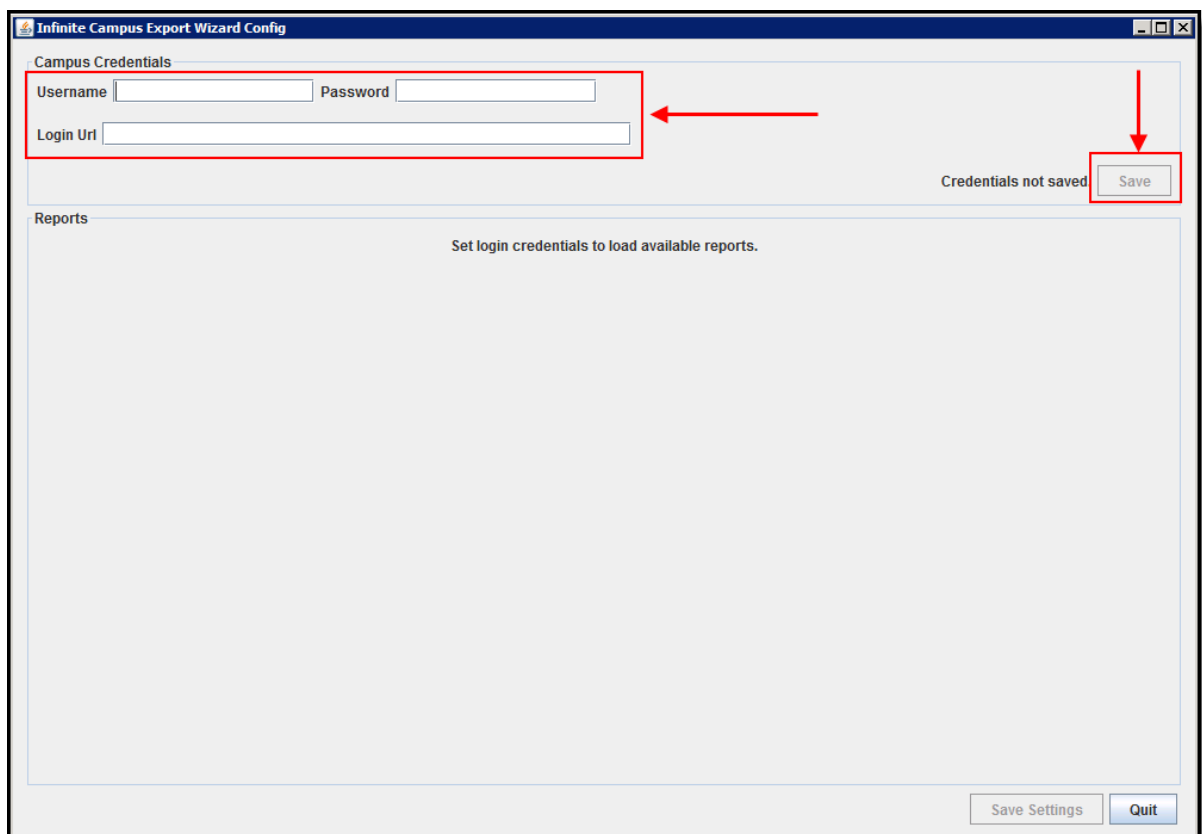 Infinite Campus Export Wizard Config
Campus Credentials
Username Password
Login Url
Credentials not saved. Save
Reports
Set login credentials to load available reports.
Save Settings Quit